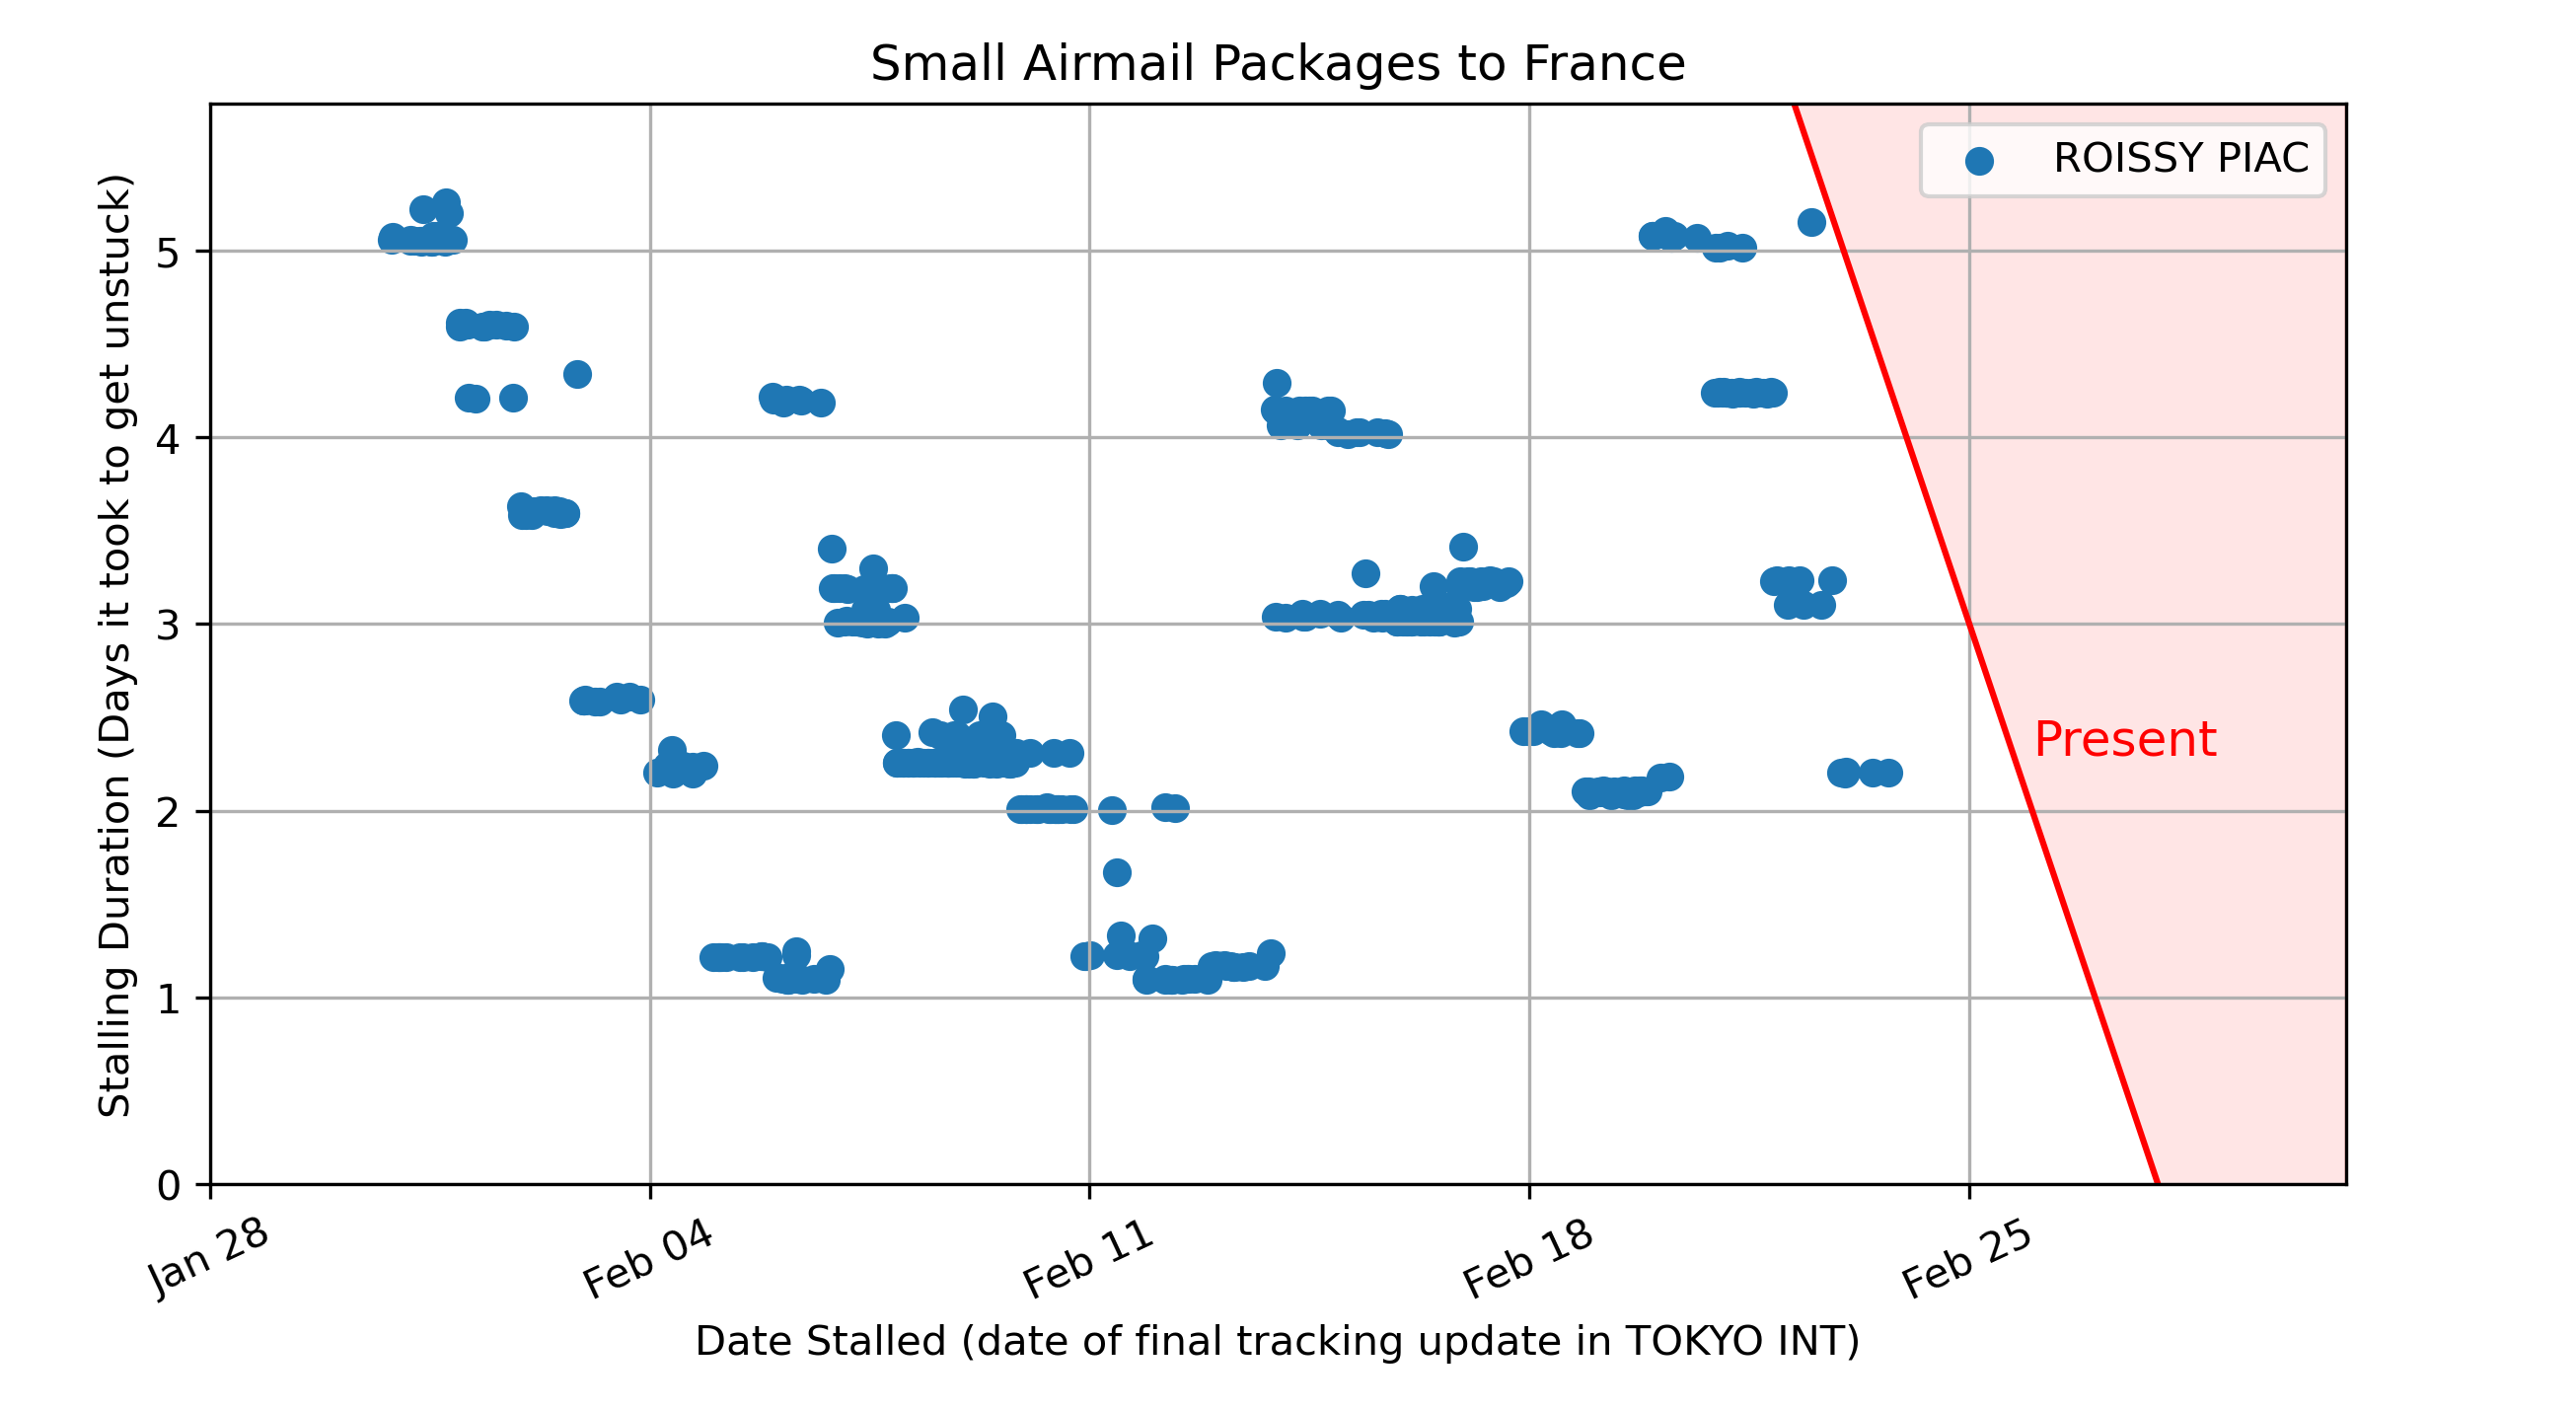 Small Airmail Packages to France
ROISSY PIAC
Stalling Duration (Days it took to get unstuck)
5
4
3
2
1
0
Present
Jan 28
Feb 04
Feb 11
Feb 18
Feb 25
Date Stalled (date of final tracking update in TOKYO INT)